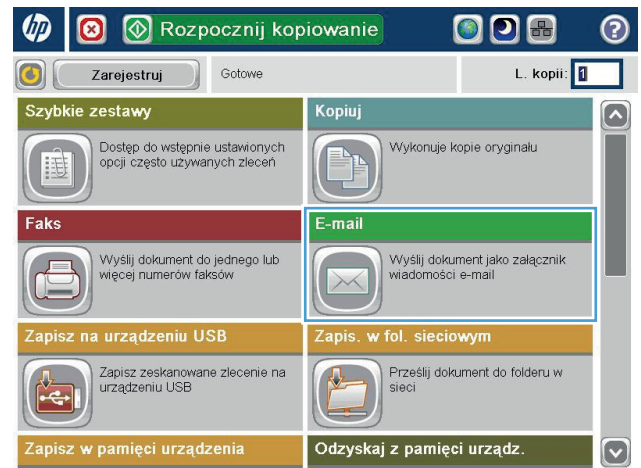 hp
Rozpocznij kopiowanie
?
Zarejestruj
Gotowe
L. kopii: 1
Szybkie zestawy
Dostęp do wstępnie ustawionych
opcji często używanych zleceń
Kopiuj
Wykonuje kopie oryginału
Faks
Wyślij dokument do jednego lub
więcej numerów faksów
E-mail
Wyślij dokument jako załącznik
wiadomości e-mail
Zapisz na urządzeniu USB
Zapisz zeskanowane zlecenie na
urządzeniu USB
Zapis. w fol. sieciowym
Prześlij dokument do folderu w
sieci
Zapisz w pamięci urządzenia
Odzyskaj z pamięci urządz.